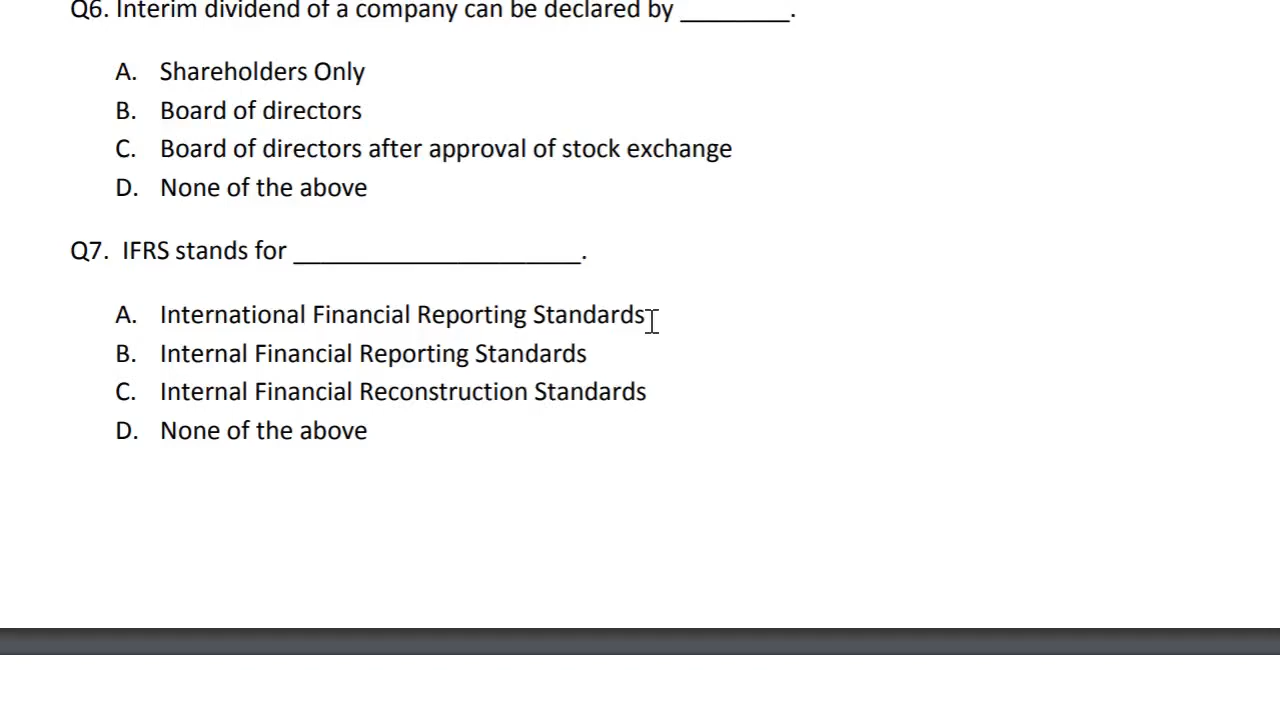 Q6. Interim dividend of a company can be declared by ________.
A. Shareholders Only
B. Board of directors
C. Board of directors after approval of stock exchange
D. None of the above
Q7. IFRS stands for _____________________.
A. International Financial Reporting Standards
B. Internal Financial Reporting Standards
C. Internal Financial Reconstruction Standards
D. None of the above